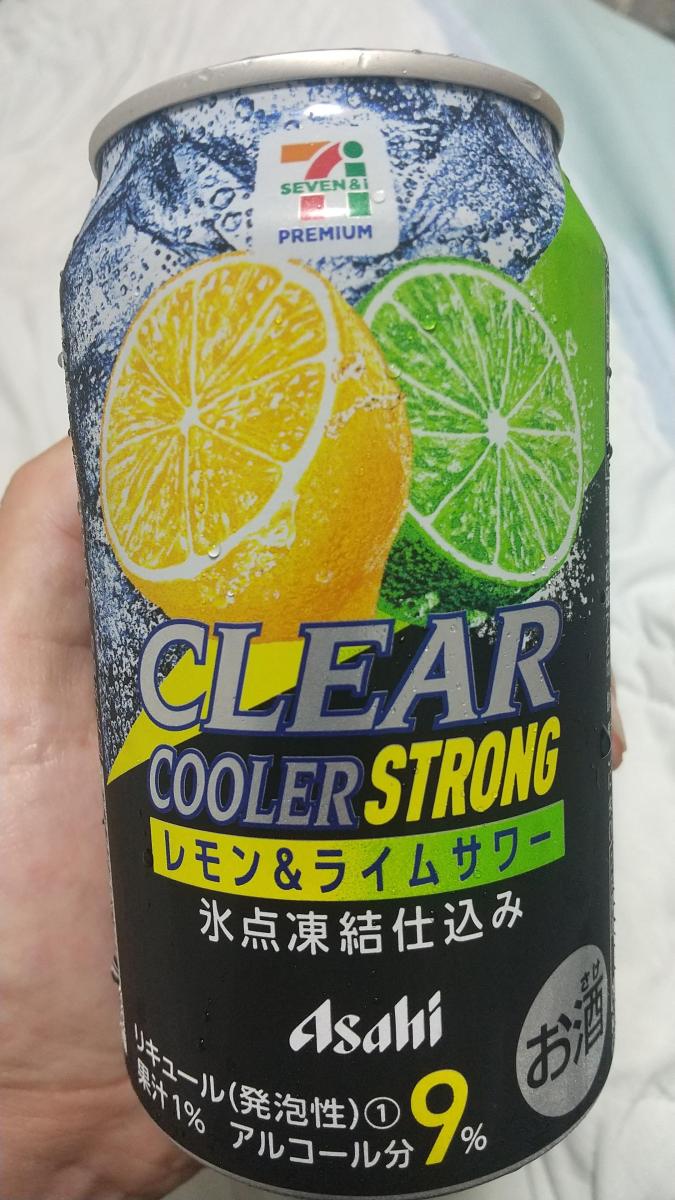 SEVEN&i
PREMIUM
CLEAR
COOLER STRONG
レモン&ライムサワー
氷点凍結仕込み
Asahi
さけ
お酒
リキュール(発泡性)①
果汁1% アルコール分9%